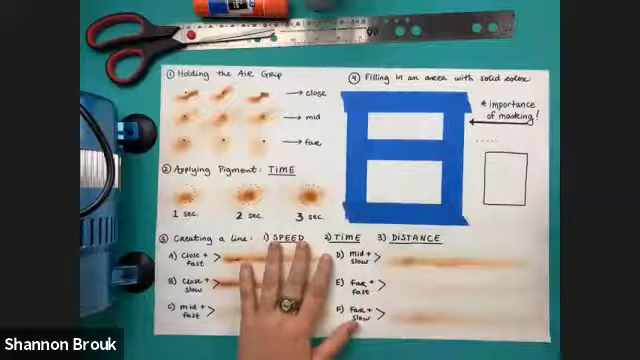 ① Holding the Air Grip
→ close
→ mid
→ far
② Applying Pigment: TIME
1 sec.
2 sec.
3 sec.
③ Creating a line: 1) SPEED 2) TIME 3) DISTANCE
A) Close + fast >
B) Close + slow >
C) mid + fast >
D) mid + slow >
E) far + fast >
F) far + slow >
④ Filling in an area with solid color
* importance
of masking!
Shannon Brouk